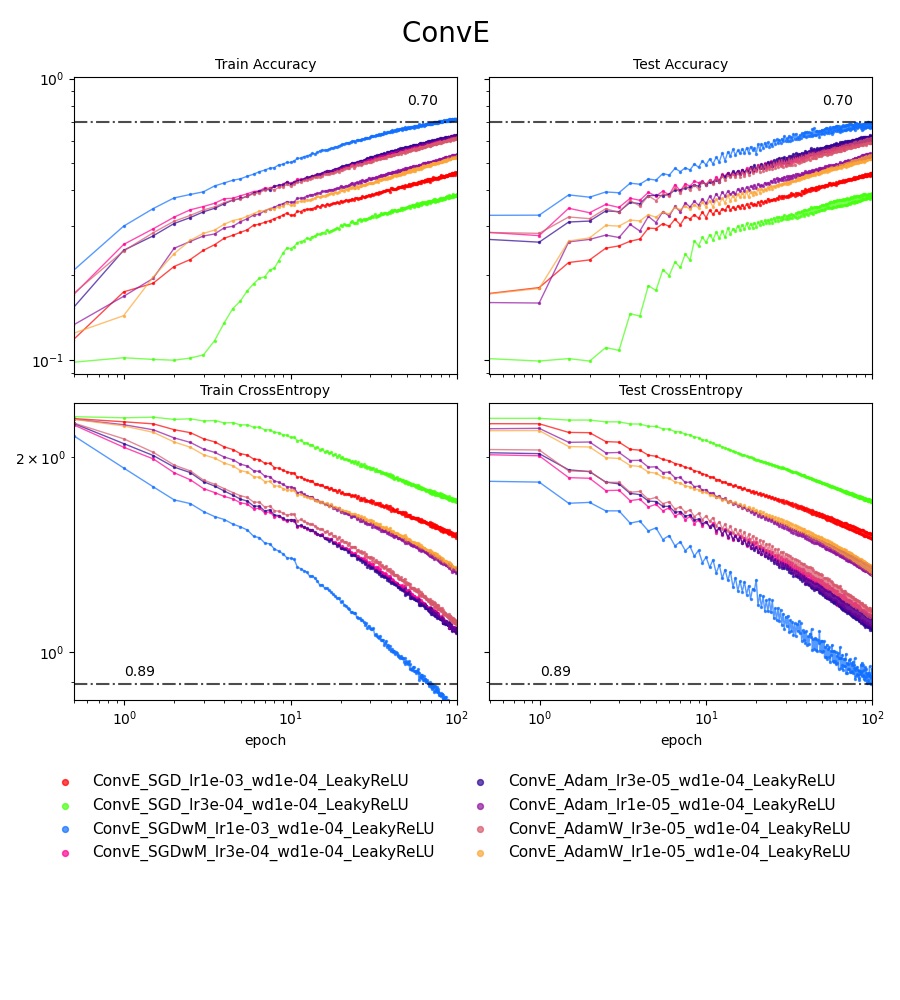 ConvE
Train Accuracy
Test Accuracy
10⁰
0.70
0.70
10⁻¹
Train CrossEntropy
Test CrossEntropy
2 × 10⁰
10⁰
0.89
0.89
10⁰ 10¹ 10²
10⁰ 10¹ 10²
epoch
epoch
ConvE_SGD_lr1e-03_wd1e-04_LeakyReLU
ConvE_SGD_lr3e-04_wd1e-04_LeakyReLU
ConvE_SGDwM_lr1e-03_wd1e-04_LeakyReLU
ConvE_SGDwM_lr3e-04_wd1e-04_LeakyReLU
ConvE_Adam_lr3e-05_wd1e-04_LeakyReLU
ConvE_Adam_lr1e-05_wd1e-04_LeakyReLU
ConvE_AdamW_lr3e-05_wd1e-04_LeakyReLU
ConvE_AdamW_lr1e-05_wd1e-04_LeakyReLU